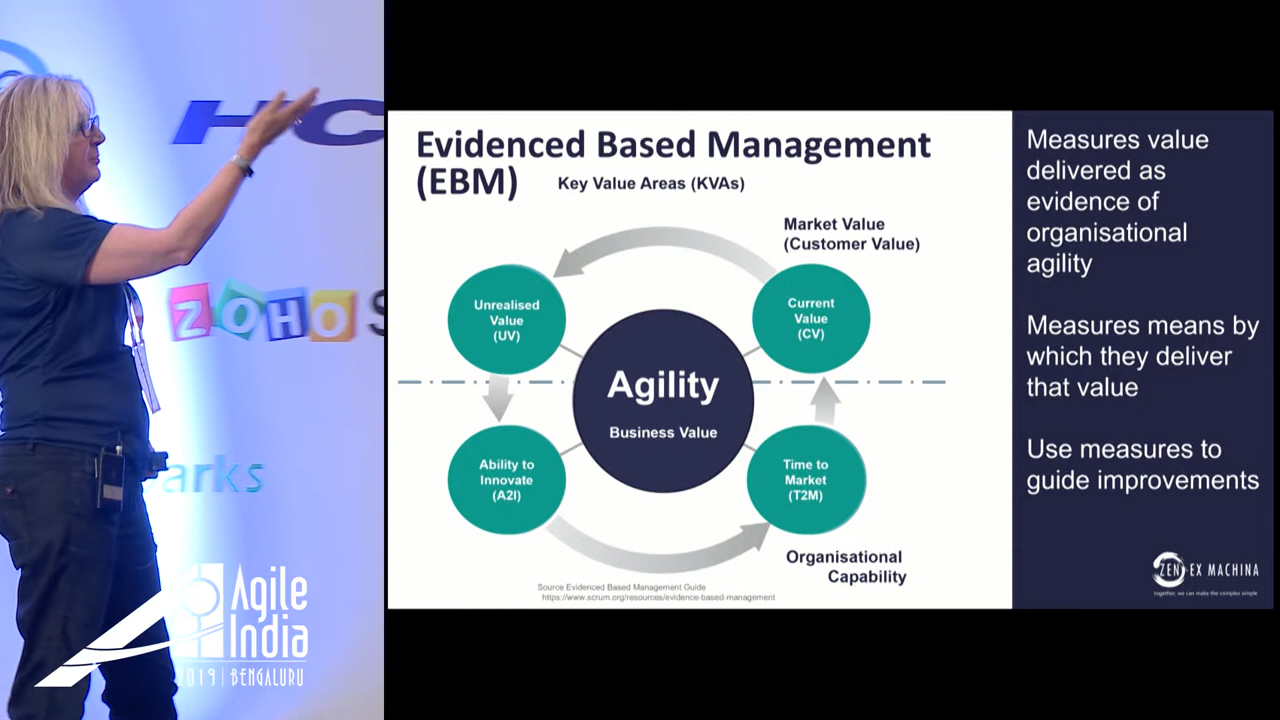 HC
ZOHO
arks
Agile
India
2019 | BENGALURU
Evidenced Based Management
(EBM)
Key Value Areas (KVAs)
Market Value
(Customer Value)
Unrealised
Value
(UV)
Current
Value
(CV)
Agility
Business Value
Ability to
Innovate
(A2I)
Time to
Market
(T2M)
Organisational
Capability
Source Evidenced Based Management Guide
https://www.scrum.org/resources/evidence-based-management
Measures value
delivered as
evidence of
organisational
agility
Measures means by
which they deliver
that value
Use measures to
guide improvements
ZEN EX MACHINA
together, we can make the complex simple